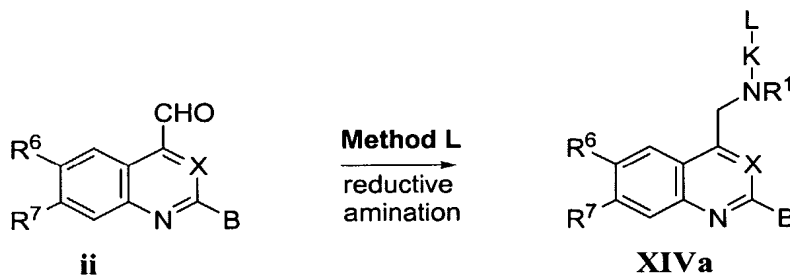 L
K
CHO
NR¹
R⁶
X
R⁷
N
B
ii
Method L
reductive
amination
R⁶
X
R⁷
N
B
XIVa